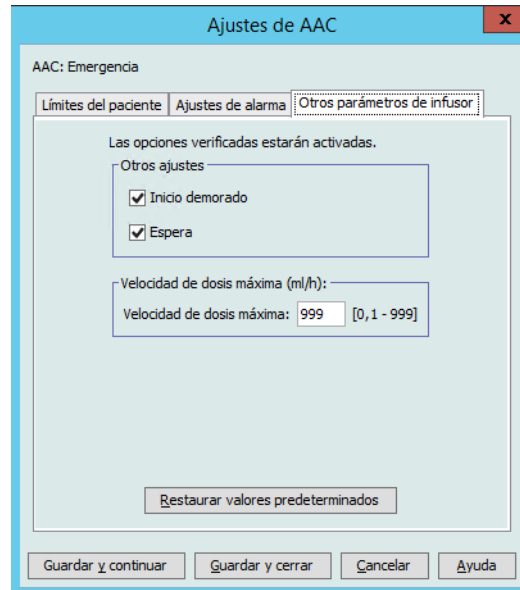 Ajustes de AAC
x
AAC: Emergencia
Límites del paciente Ajustes de alarma Otros parámetros de infusor
Las opciones verificadas estarán activadas.
Otros ajustes
Inicio demorado
Espera
Velocidad de dosis máxima (ml/h):
Velocidad de dosis máxima: 999 [0,1 - 999]
Restaurar valores predeterminados
Guardar y continuar Guardar y cerrar Cancelar Ayuda